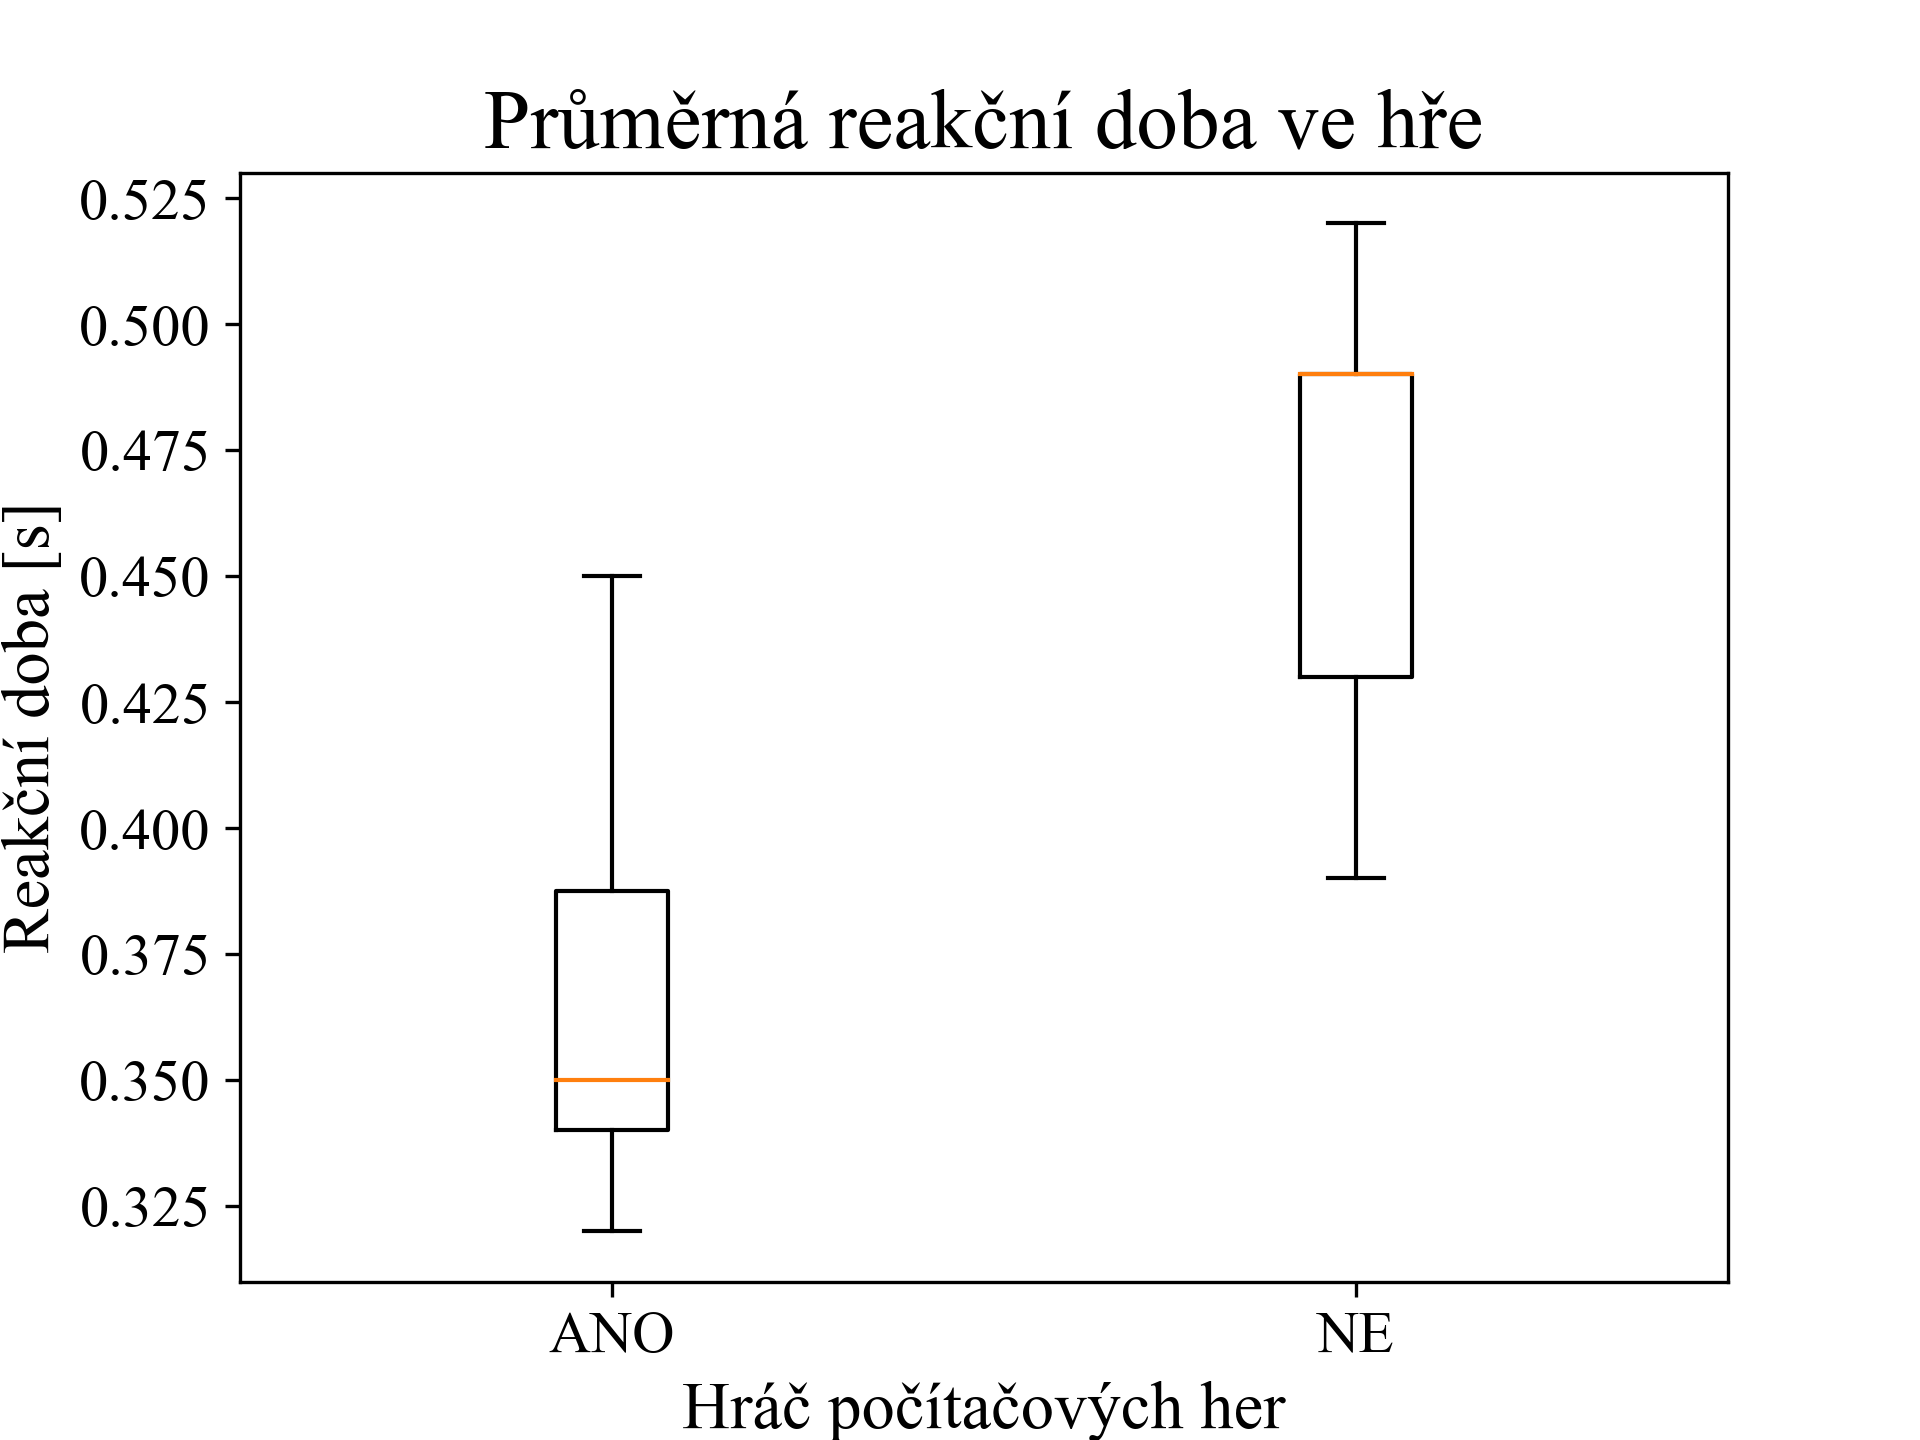 Průměrná reakční doba ve hře
Reakční doba [s]
0.525
0.500
0.475
0.450
0.425
0.400
0.375
0.350
0.325
ANO
NE
Hráč počítačových her